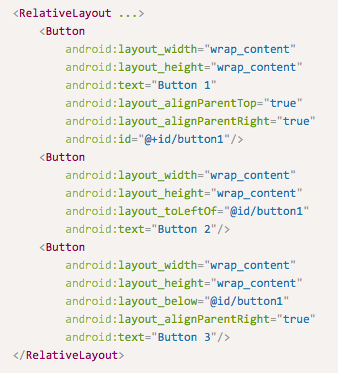 <RelativeLayout ...>
<Button
android:layout_width="wrap_content"
android:layout_height="wrap_content"
android:text="Button 1"
android:layout_alignParentTop="true"
android:layout_alignParentRight="true"
android:id="@+id/button1"/>
<Button
android:layout_width="wrap_content"
android:layout_height="wrap_content"
android:layout_toLeftOf="@id/button1"
android:text="Button 2"/>
<Button
android:layout_width="wrap_content"
android:layout_height="wrap_content"
android:layout_below="@id/button1"
android:layout_alignParentRight="true"
android:text="Button 3"/>
</RelativeLayout>